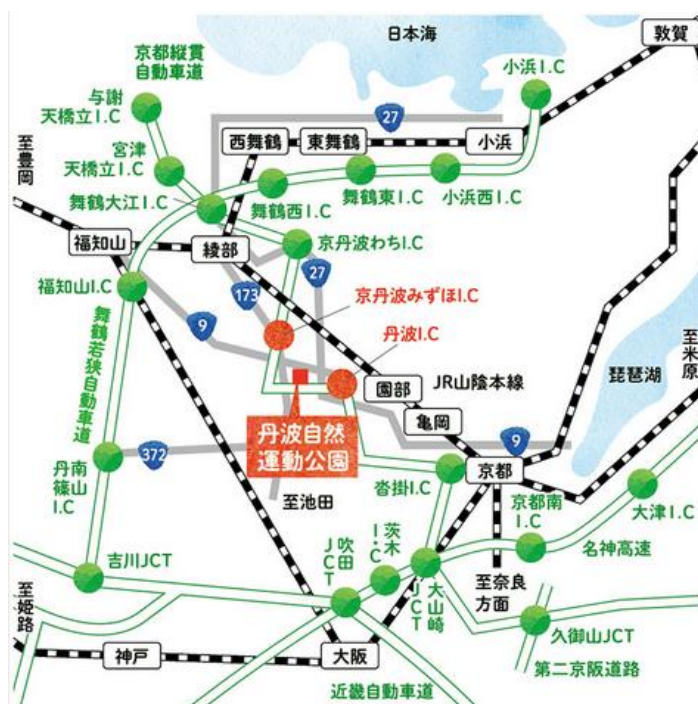 日本海
敦賀
京都縦貫
自動車道
小浜I.C
与謝
天橋立I.C
27
西舞鶴
東舞鶴
小浜
至豊岡
宮津
天橋立I.C
舞鶴大江I.C
舞鶴西I.C
舞鶴東I.C
小浜西I.C
福知山
綾部
京丹波わちI.C
27
福知山I.C
173
京丹波みずほI.C
9
丹波I.C
舞鶴若狭自動車道
園部
JR山陰本線
琵琶湖
至米原
亀岡
丹波自然
運動公園
9
372
京都
丹南
篠山
I.C
至池田
沓掛I.C
京都南
I.C
大津I.C
吹田
JCT
茨木
I.C
名神高速
吉川JCT
大山崎
JCT
至奈良
方面
至姫路
久御山JCT
神戸
大阪
第二京阪道路
近畿自動車道